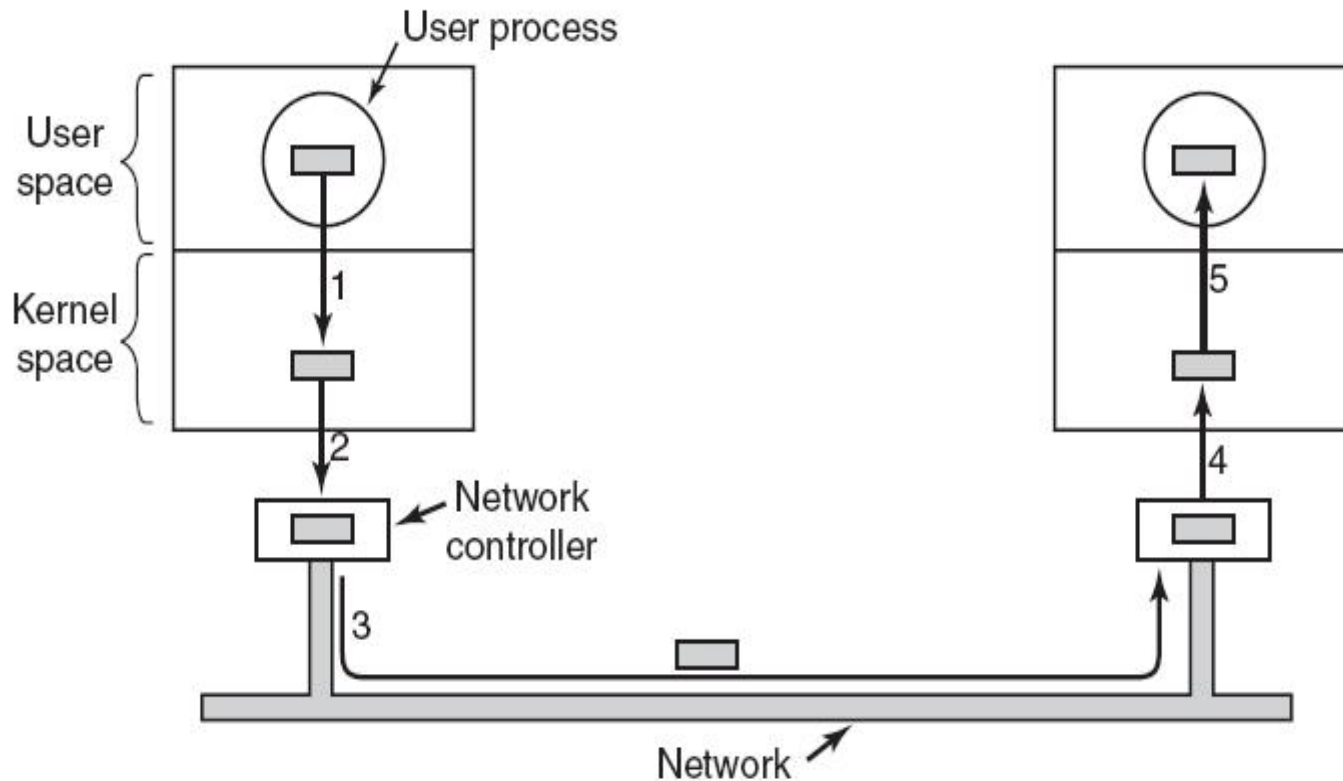 User process
User
space
1
5
Kernel
space
2
4
Network
controller
3
Network